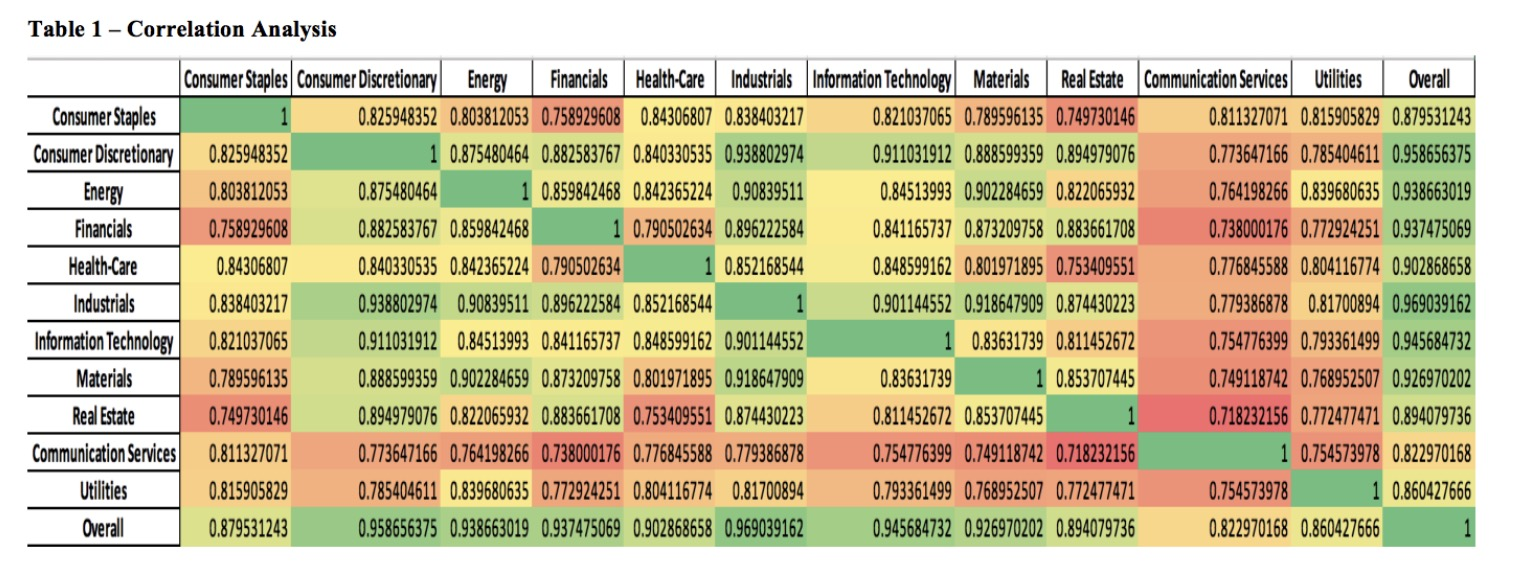 Table 1 – Correlation Analysis
Consumer Staples Consumer Discretionary Energy Financials Health-Care Industrials Information Technology Materials Real Estate Communication Services Utilities Overall
Consumer Staples 1 0.825948352 0.803812053 0.758929608 0.84306807 0.838403217 0.821037065 0.789596135 0.749730146 0.811327071 0.815905829 0.879531243
Consumer Discretionary 0.825948352 1 0.875480464 0.882583767 0.840330535 0.938802974 0.911031912 0.888599359 0.894979076 0.773647166 0.785404611 0.958656375
Energy 0.803812053 0.875480464 1 0.859842468 0.842365224 0.90839511 0.84513993 0.902284659 0.822065932 0.764198266 0.839680635 0.938663019
Financials 0.758929608 0.882583767 0.859842468 1 0.790502634 0.896222584 0.841165737 0.873209758 0.883661708 0.738000176 0.772924251 0.937475069
Health-Care 0.84306807 0.840330535 0.842365224 0.790502634 1 0.852168544 0.848599162 0.801971895 0.753409551 0.776845588 0.804116774 0.902868658
Industrials 0.838403217 0.938802974 0.90839511 0.896222584 0.852168544 1 0.901144552 0.918647909 0.874430223 0.779386878 0.81700894 0.969039162
Information Technology 0.821037065 0.911031912 0.84513993 0.841165737 0.848599162 0.901144552 1 0.83631739 0.811452672 0.754776399 0.793361499 0.945684732
Materials 0.789596135 0.888599359 0.902284659 0.873209758 0.801971895 0.918647909 0.83631739 1 0.853707445 0.749118742 0.768952507 0.926970202
Real Estate 0.749730146 0.894979076 0.822065932 0.883661708 0.753409551 0.874430223 0.811452672 0.853707445 1 0.718232156 0.772477471 0.894079736
Communication Services 0.811327071 0.773647166 0.764198266 0.738000176 0.776845588 0.779386878 0.754776399 0.749118742 0.718232156 1 0.754573978 0.822970168
Utilities 0.815905829 0.785404611 0.839680635 0.772924251 0.804116774 0.81700894 0.793361499 0.768952507 0.772477471 0.754573978 1 0.860427666
Overall 0.879531243 0.958656375 0.938663019 0.937475069 0.902868658 0.969039162 0.945684732 0.926970202 0.894079736 0.822970168 0.860427666 1